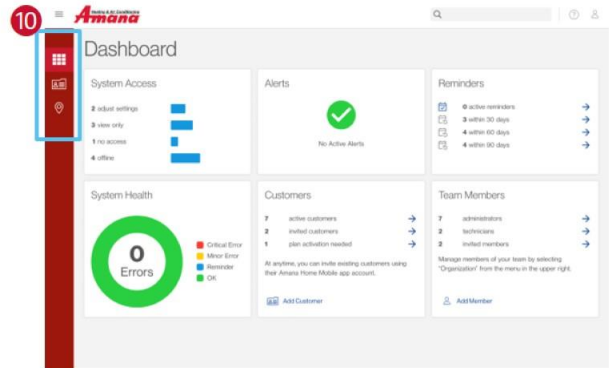 10
Heating & Air Conditioning
Amana
Dashboard
System Access
2 adjust settings
3 view only
1 no access
4 offline
Alerts
No Active Alerts
Reminders
0 active reminders
3 within 30 days
4 within 60 days
4 within 90 days
System Health
0
Errors
Critical Error
Minor Error
Reminder
OK
Customers
7 active customers
2 invited customers
1 plan activation needed
At anytime, you can invite existing customers using
their Amana Home Mobile app account.
Add Customer
Team Members
7 administrators
2 technicians
2 invited members
Manage members of your team by selecting
"Organization" from the menu in the upper right.
Add Member